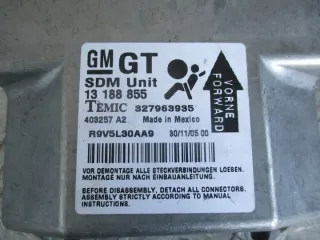 GM GT
SDM Unit
13 188 855
TEMIC 327963935
403257 A2 Made in Mexico
R9V5L30AA9 30/11/05 00
VORNE
FORWARD
VOR DEMONTAGE ALLE STECKVERBINDUNGEN LOESEN.
MONTAGE NUR NACH EINBAUANLEITUNG.
BEFORE DISASSEMBLY, DETACH ALL CONNECTORS.
ASSEMBLY STRICTLY ACCORDING TO MANUAL
INSTRUCTIONS.